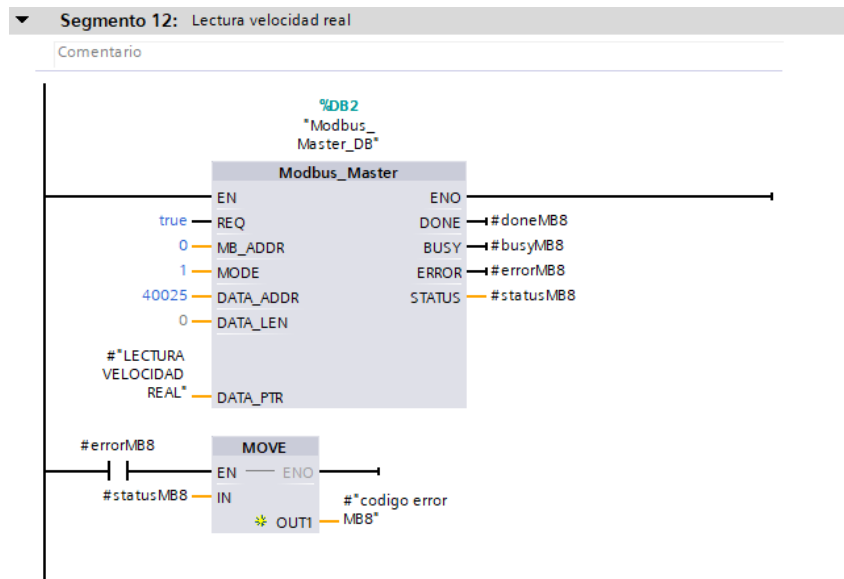 Segmento 12: Lectura velocidad real
Comentario
%DB2
"Modbus_
Master_DB"
Modbus_Master
EN ENO
true REQ DONE #doneMB8
0 MB_ADDR BUSY #busyMB8
1 MODE ERROR #errorMB8
40025 DATA_ADDR STATUS #statusMB8
0 DATA_LEN
#"LECTURA
VELOCIDAD
REAL" DATA_PTR
#errorMB8 MOVE
EN ENO
#statusMB8 IN #"codigo error
OUT1 MB8"